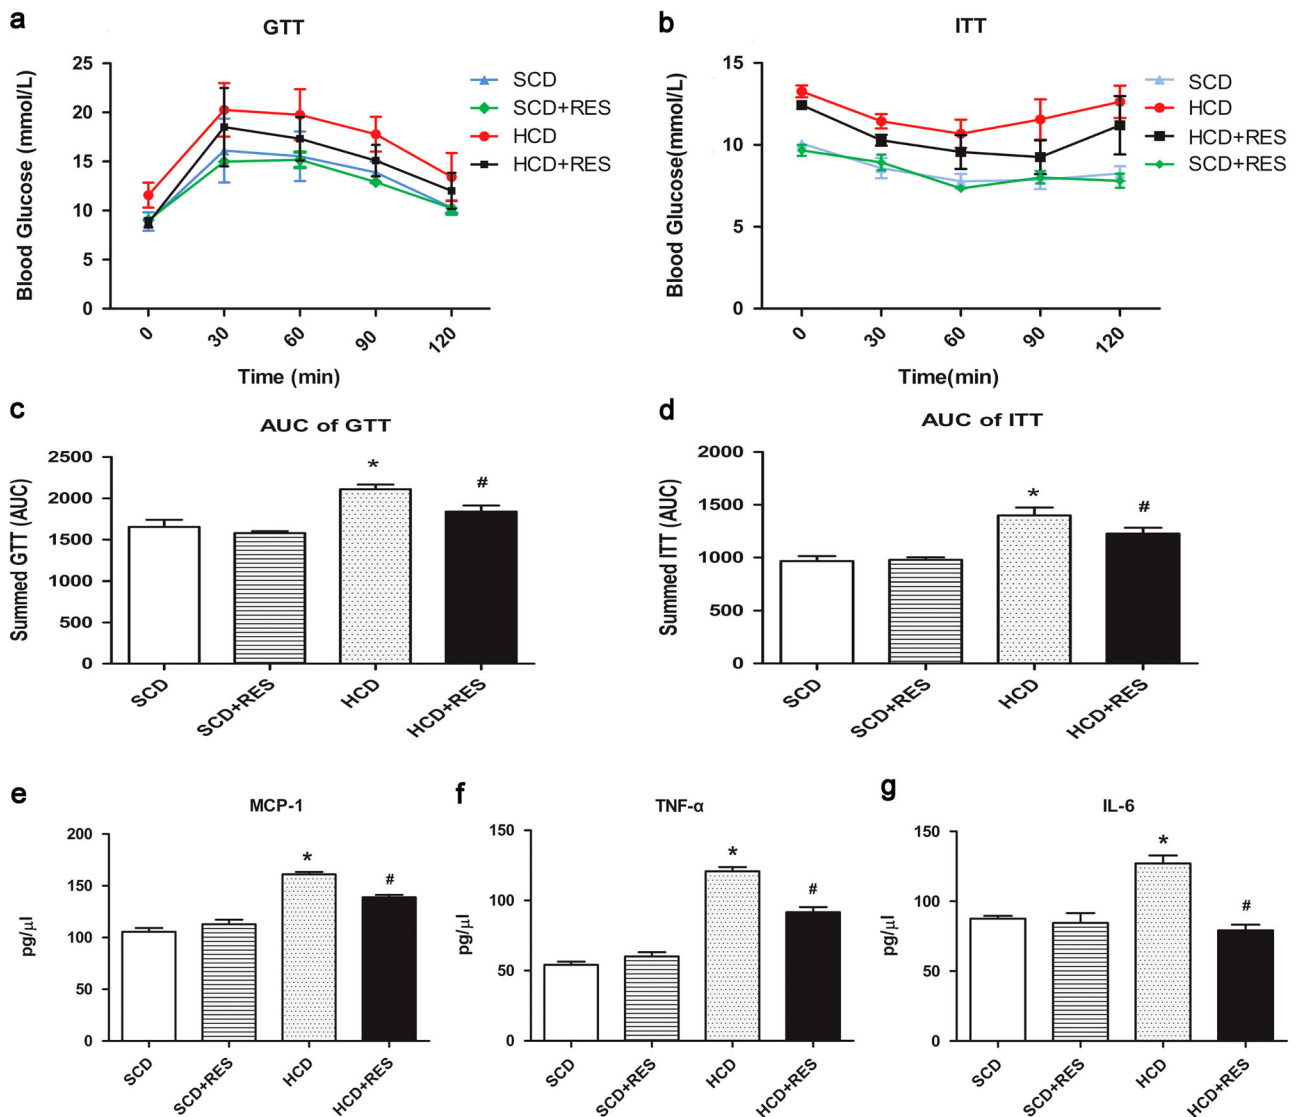 a
GTT
Blood Glucose (mmol/L)
25
20
15
10
5
0
0
30
60
90
120
Time (min)
SCD
SCD+RES
HCD
HCD+RES
b
ITT
Blood Glucose(mmol/L)
15
10
5
0
0
30
60
90
120
Time(min)
SCD
HCD
HCD+RES
SCD+RES
c
AUC of GTT
Summed GTT (AUC)
2500
2000
1500
1000
500
0
*
#
SCD
SCD+RES
HCD
HCD+RES
d
AUC of ITT
Summed ITT (AUC)
2000
1500
1000
500
0
*
#
SCD
SCD+RES
HCD
HCD+RES
e
MCP-1
pg/μl
200
150
100
50
0
*
#
SCD
SCD+RES
HCD
HCD+RES
f
TNF-α
pg/μl
150
100
50
0
*
#
SCD
SCD+RES
HCD
HCD+RES
g
IL-6
pg/μl
150
100
50
0
*
#
SCD
SCD+RES
HCD
HCD+RES